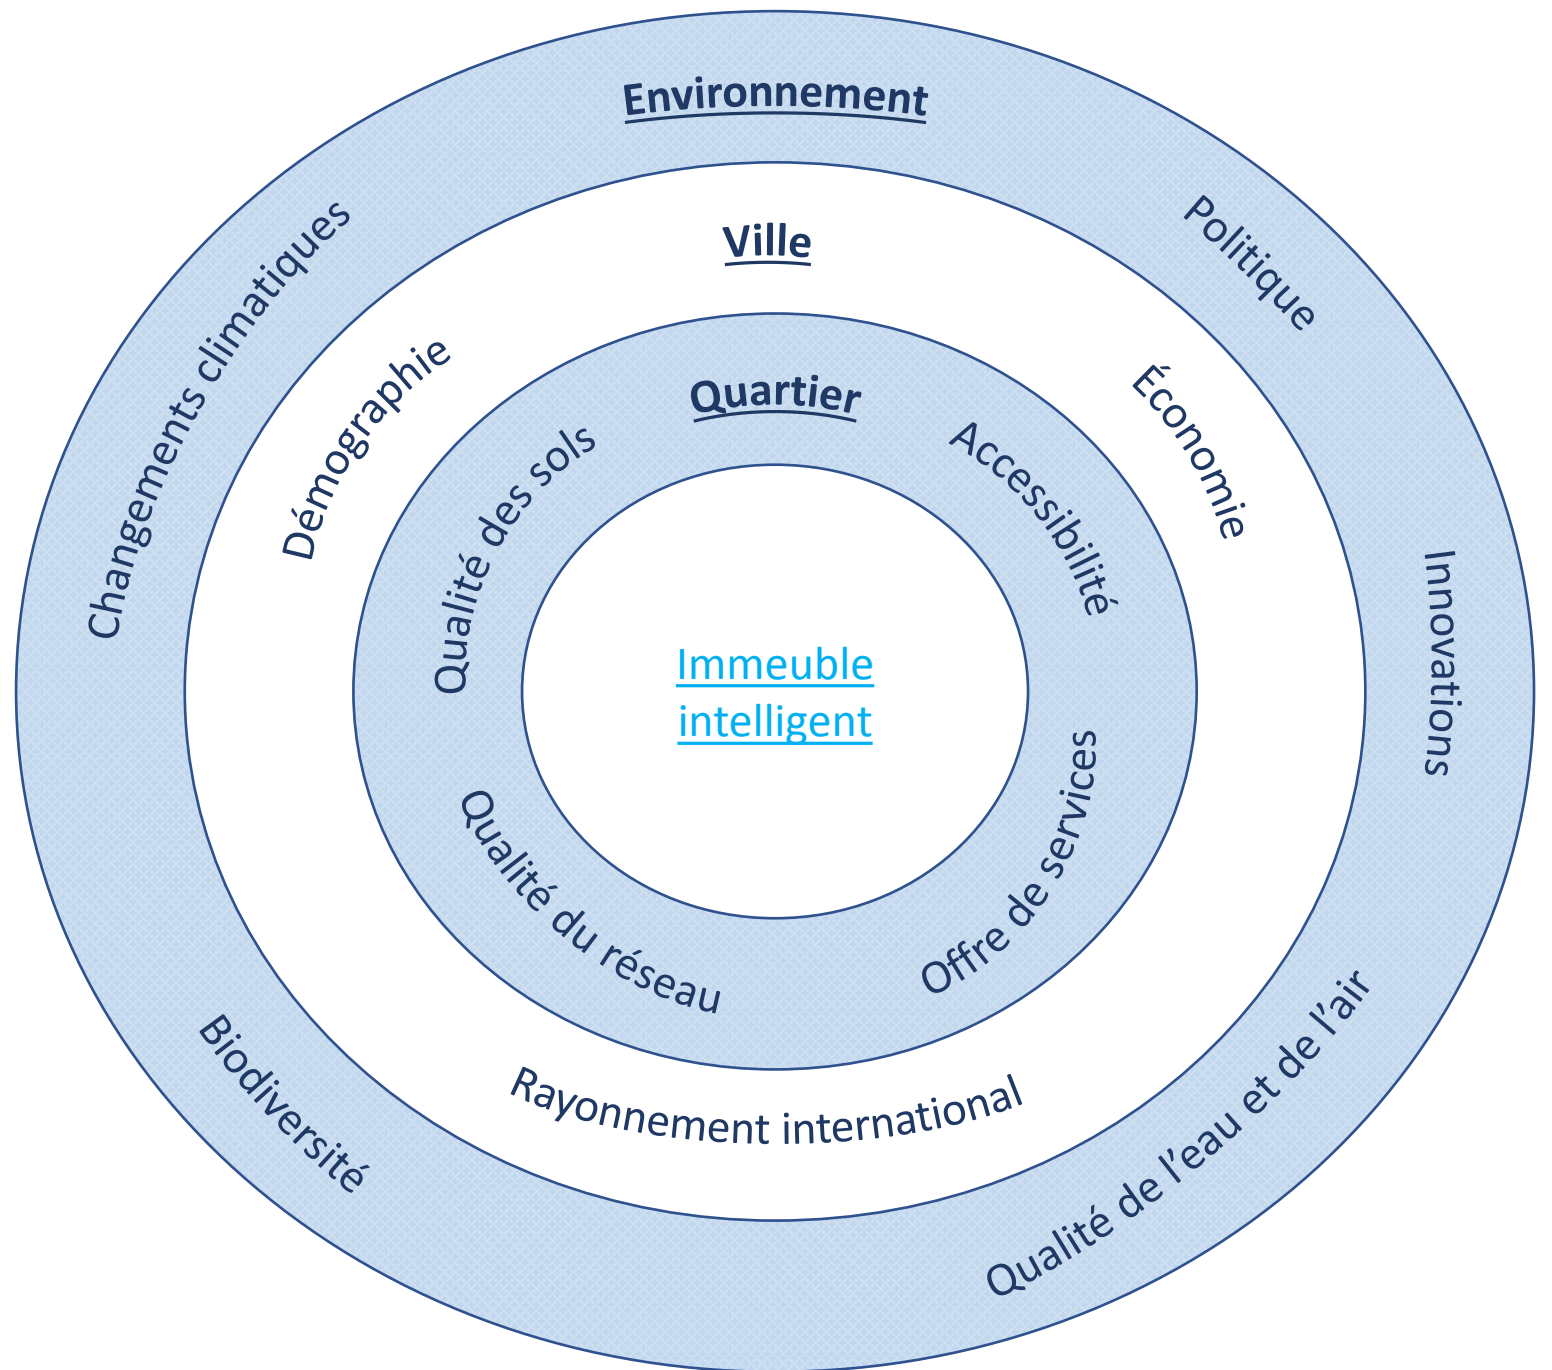 Environnement
Changements climatiques
Politique
Innovations
Qualité de l’eau et de l’air
Biodiversité
Ville
Démographie
Économie
Rayonnement international
Quartier
Qualité des sols
Accessibilité
Offre de services
Qualité du réseau
Immeuble
intelligent